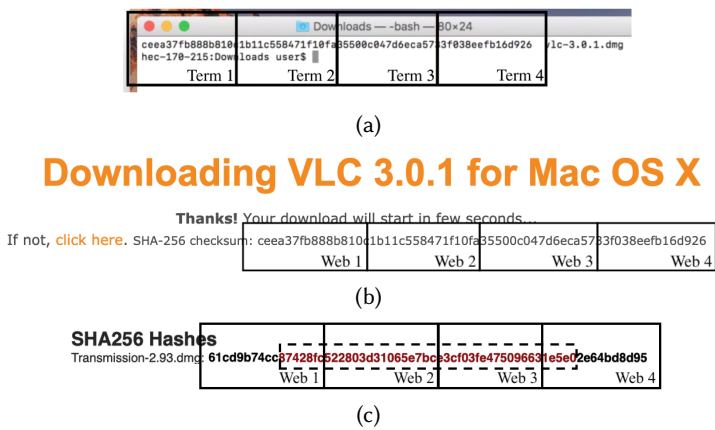 Downloads — -bash — 80×24
ceea37fb888b810d1b11c558471f10fa35500c047d6eca5733f038eefb16d926 vlc-3.0.1.dmg
hec-170-215:Downloads user$
Term 1 Term 2 Term 3 Term 4
(a)
Downloading VLC 3.0.1 for Mac OS X
Thanks! Your download will start in few seconds...
If not, click here. SHA-256 checksum: ceea37fb888b810d1b11c558471f10fa35500c047d6eca5733f038eefb16d926
Web 1 Web 2 Web 3 Web 4
(b)
SHA256 Hashes
Transmission-2.93.dmg: 61cd9b74cc37428fc522803d31065e7bce3cf03fe475096631e5e02e64bd8d95
Web 1 Web 2 Web 3 Web 4
(c)